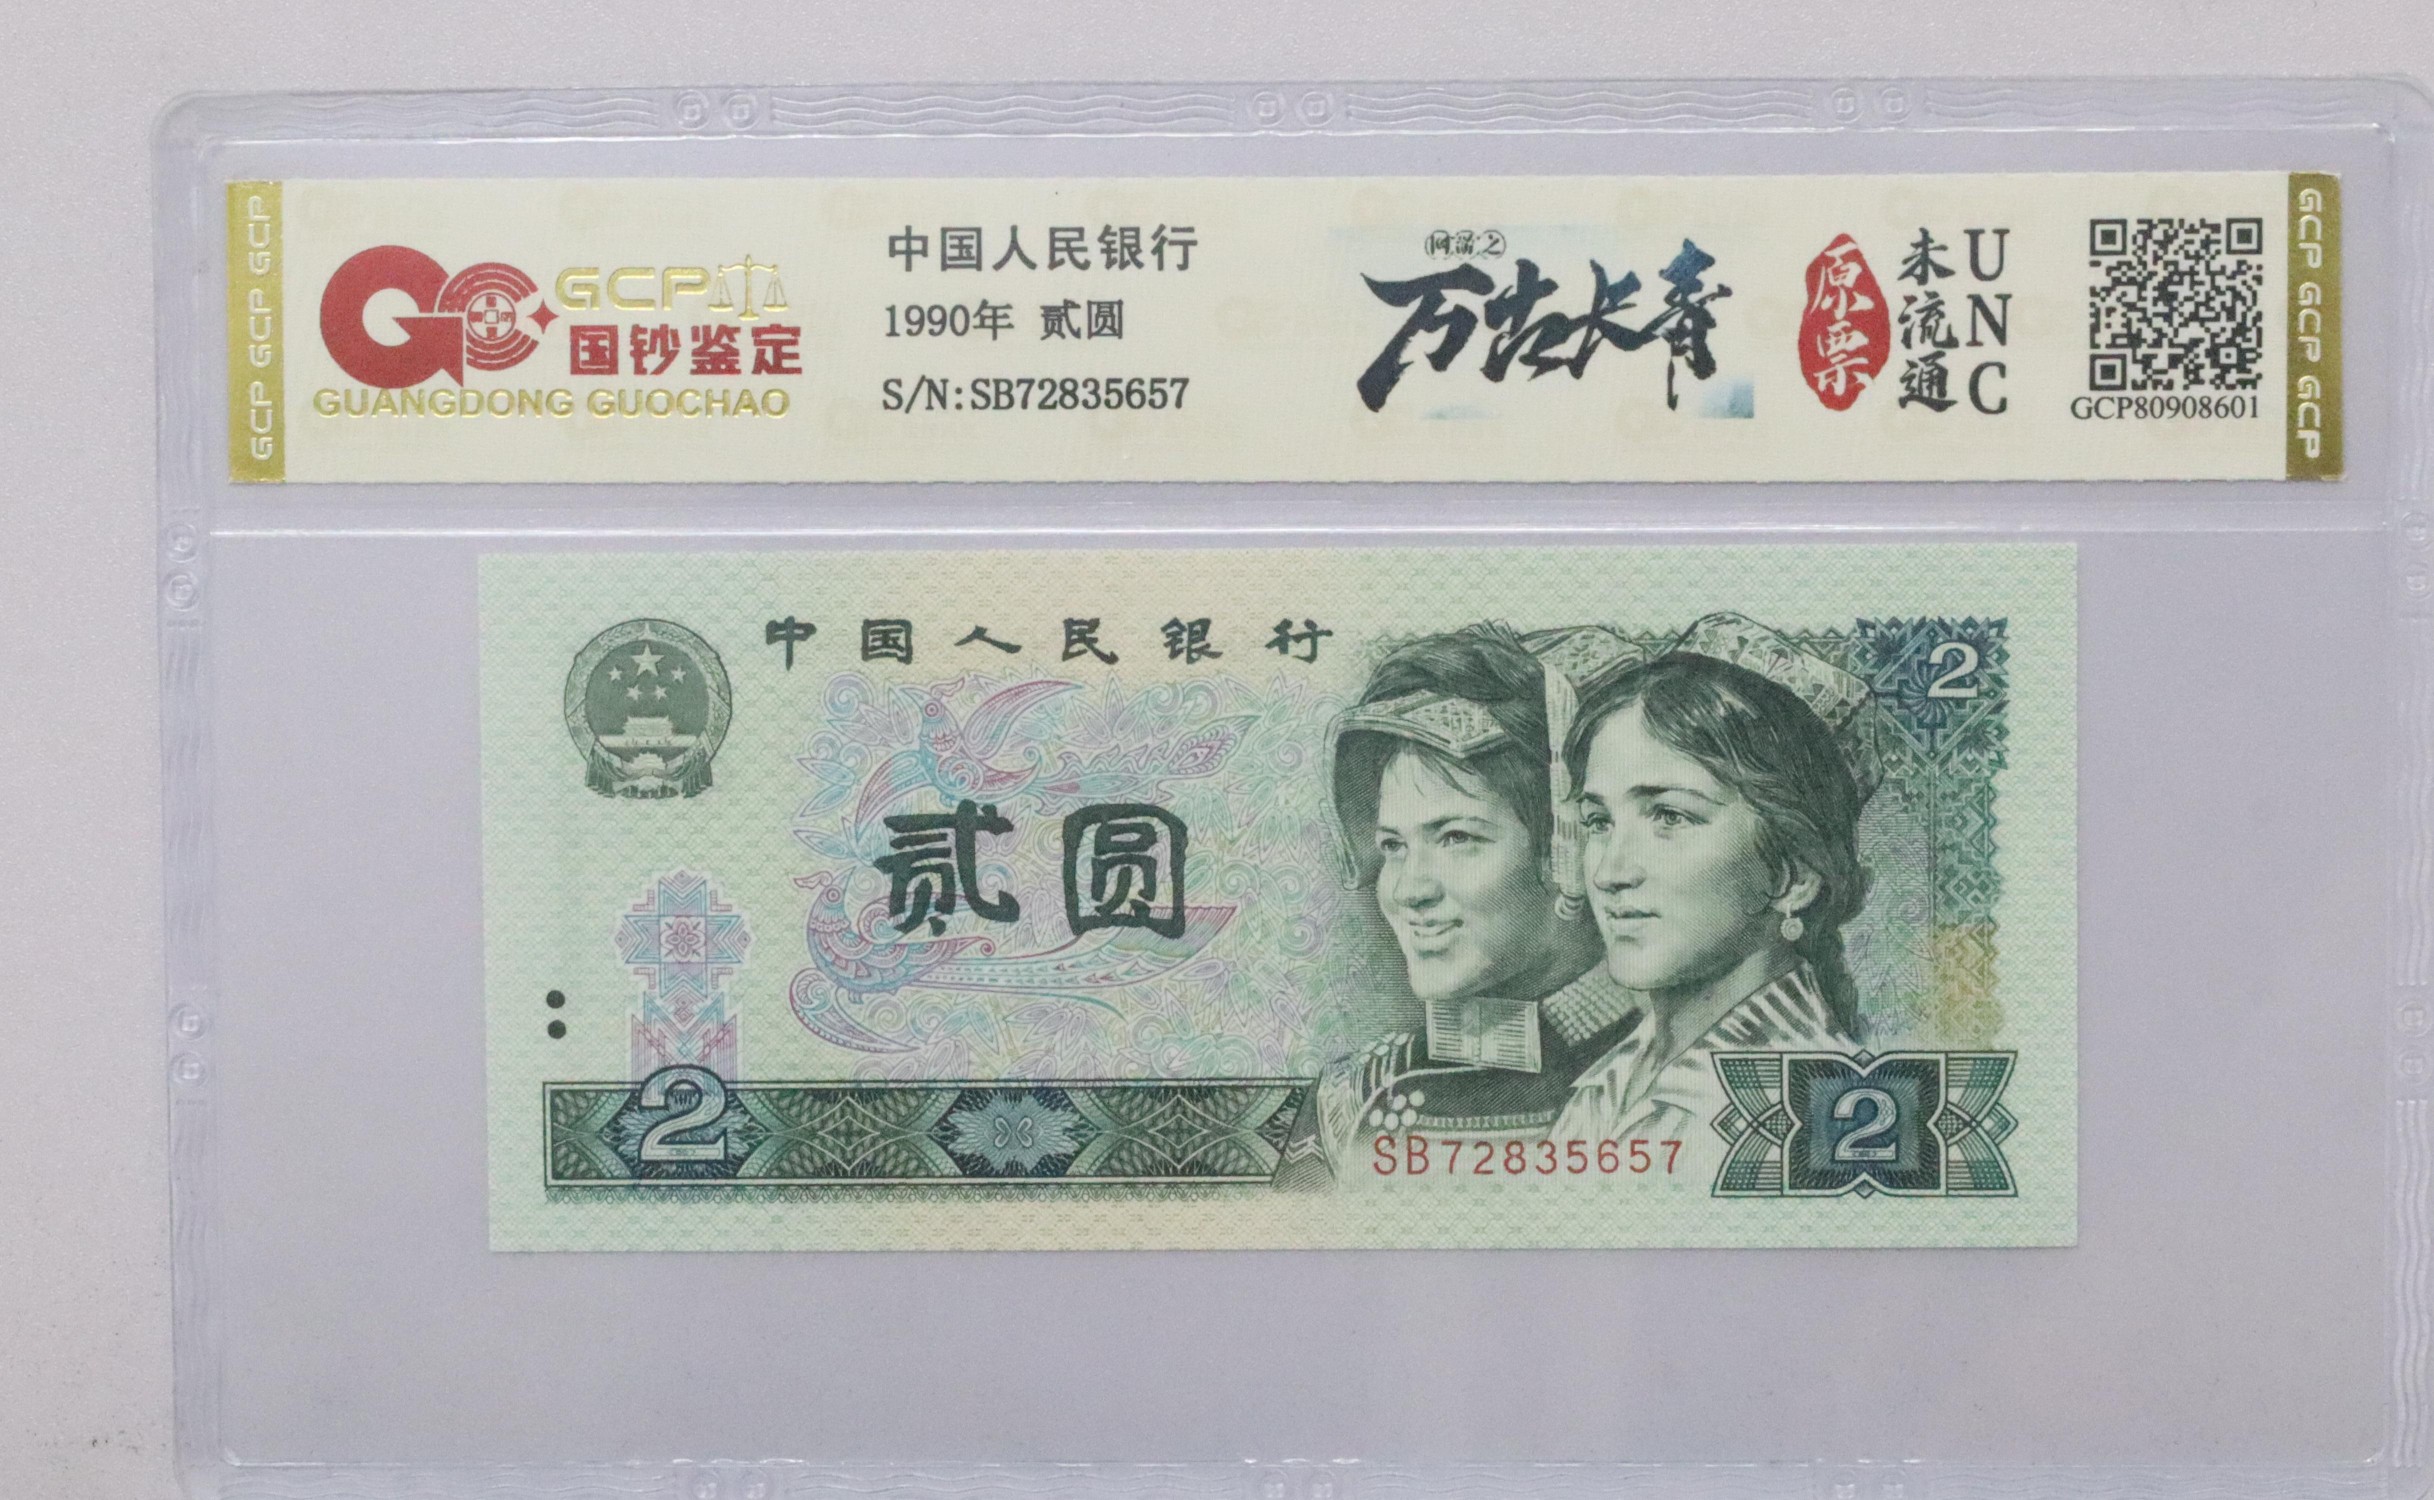 GCP GCP GCP
GCP
国钞鉴定
GUANGDONG GUOCHAO
中国人民银行
1990年 贰圆
S/N:SB72835657
万古长青
原票
未流通
UNC
GCP80908601
GCP GCP GCP
中国人民银行
2
贰圆
2
SB72835657
2